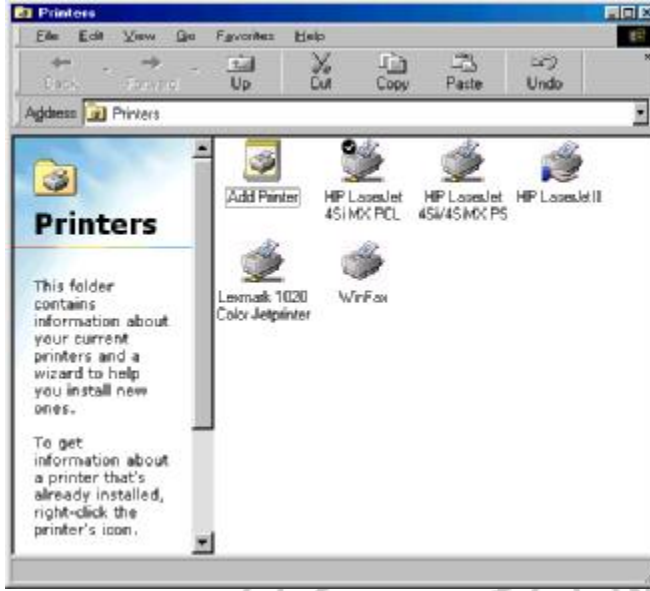 Printers
File Edit View Go Favorites Help
Back Forward Up Cut Copy Paste Undo
Address Printers
Printers
This folder
contains
information about
your current
printers and a
wizard to help
you install new
ones.
To get
information about
a printer that's
already installed,
right-click the
printer's icon.
Add Printer HP LaserJet HP LaserJet HP LaserJet III
4Si MX PCL 4Si/4SiMX PS
Lexmark 1020 WinFax
Color Jetprinter